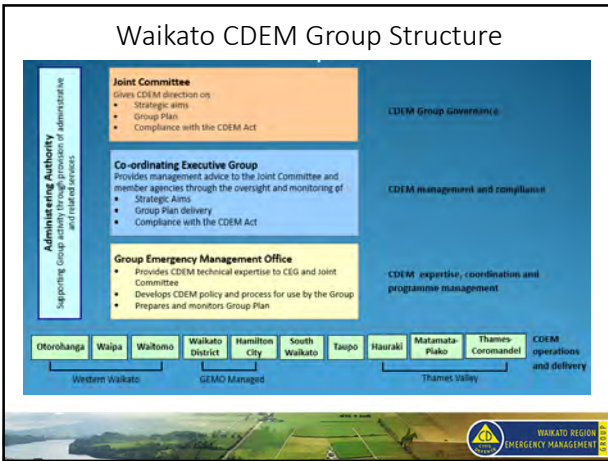 Waikato CDEM Group Structure
Administering Authority
Supporting Group activity through provision of administrative
and related services
Joint Committee
Gives CDEM direction on
• Strategic aims
• Group Plan
• Compliance with the CDEM Act
CDEM Group Governance
Co-ordinating Executive Group
Provides management advice to the Joint Committee and
member agencies through the oversight and monitoring of
• Strategic Aims
• Group Plan delivery
• Compliance with the CDEM Act
CDEM management and compliance
Group Emergency Management Office
• Provides CDEM technical expertise to CEG and Joint
Committee
• Develops CDEM policy and process for use by the Group
• Prepares and monitors Group Plan
CDEM expertise, coordination and
programme management
Otorohanga
Waipa
Waitomo
Waikato
District
Hamilton
City
South
Waikato
Taupo
Hauraki
Matamata-
Piako
Thames-
Coromandel
CDEM
operations
and delivery
Western Waikato
GEMO Managed
Thames Valley
CD
CIVIL
DEFENCE
WAIKATO REGION
EMERGENCY MANAGEMENT
GROUP